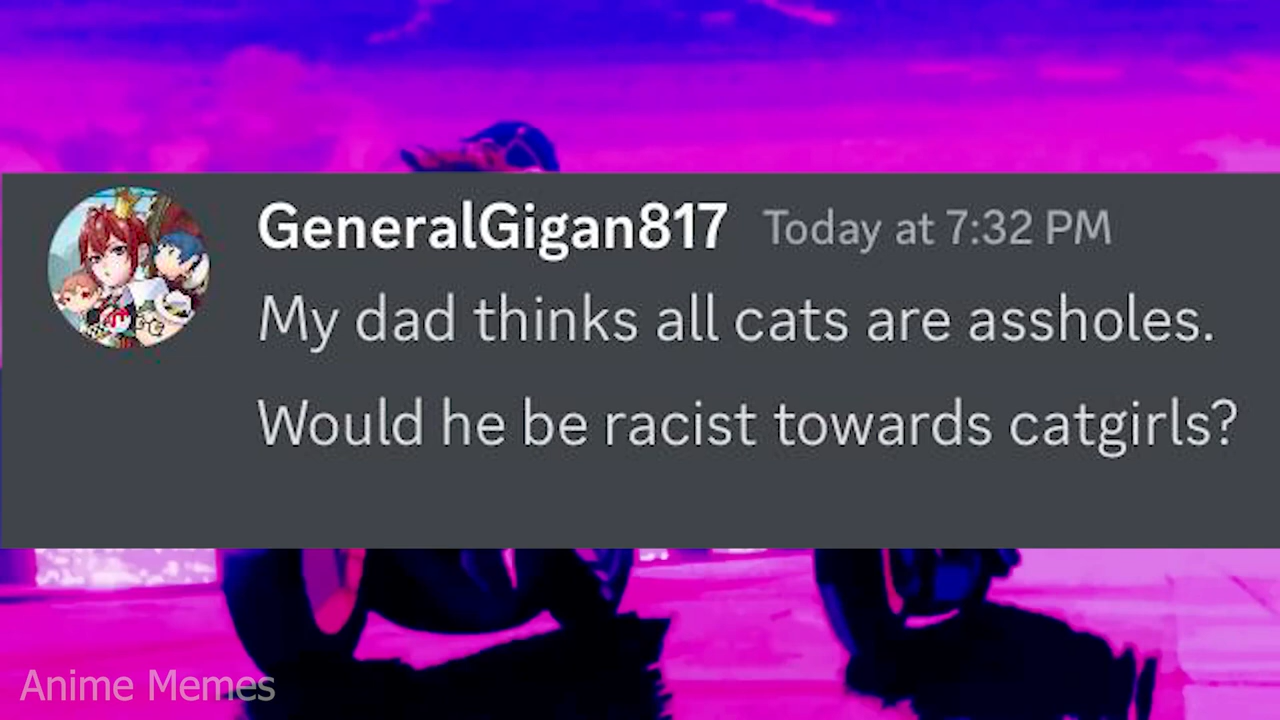 GeneralGigan817 Today at 7:32 PM
My dad thinks all cats are assholes.
Would he be racist towards catgirls?
Anime Memes